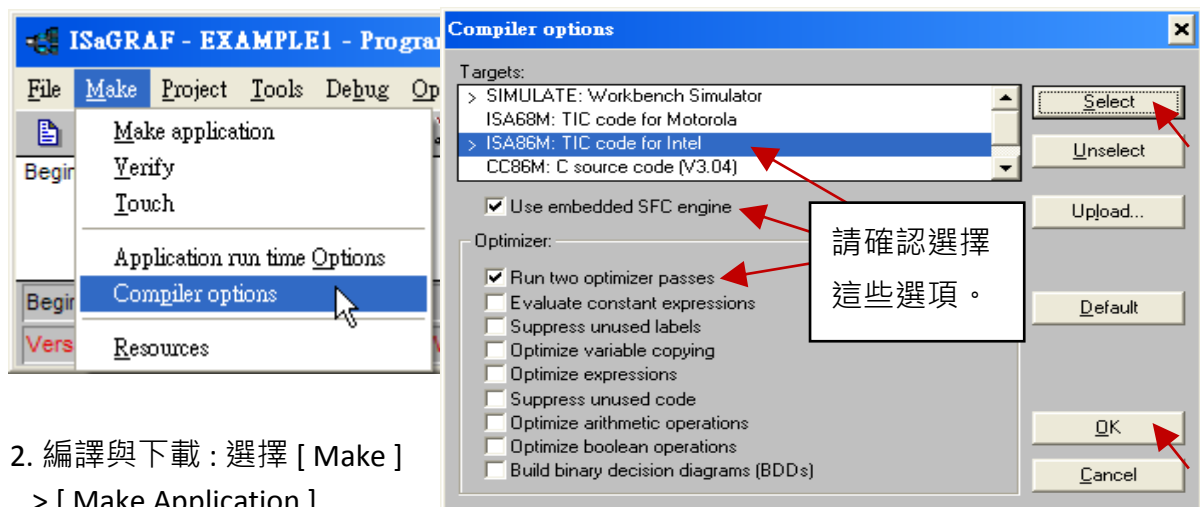 ISaGRAF - EXAMPLE1 - Progra
File Make Project Tools Debug Op
Make application
Begin
Verify
Touch
Application run time Options
Begin
Compiler options
Vers
Resources
2. 編譯與下載 : 選擇 [ Make ]
> [ Make Application ]
Compiler options
Targets:
> SIMULATE: Workbench Simulator
ISA68M: TIC code for Motorola
> ISA86M: TIC code for Intel
CC86M: C source code (V3.04)
Select
Unselect
Upload...
Use embedded SFC engine
Optimizer:
Run two optimizer passes
Evaluate constant expressions
Suppress unused labels
Optimize variable copying
Optimize expressions
Suppress unused code
Optimize arithmetic operations
Optimize boolean operations
Build binary decision diagrams (BDDs)
請確認選擇
這些選項。
Default
OK
Cancel